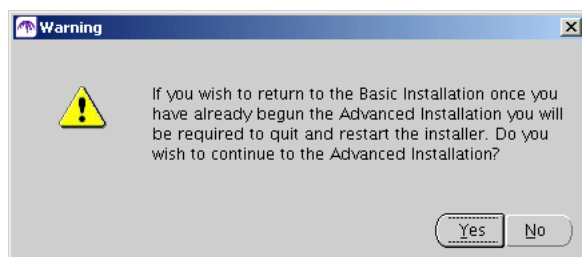 Warning
If you wish to return to the Basic Installation once you
have already begun the Advanced Installation you will
be required to quit and restart the installer. Do you
wish to continue to the Advanced Installation?
Yes No